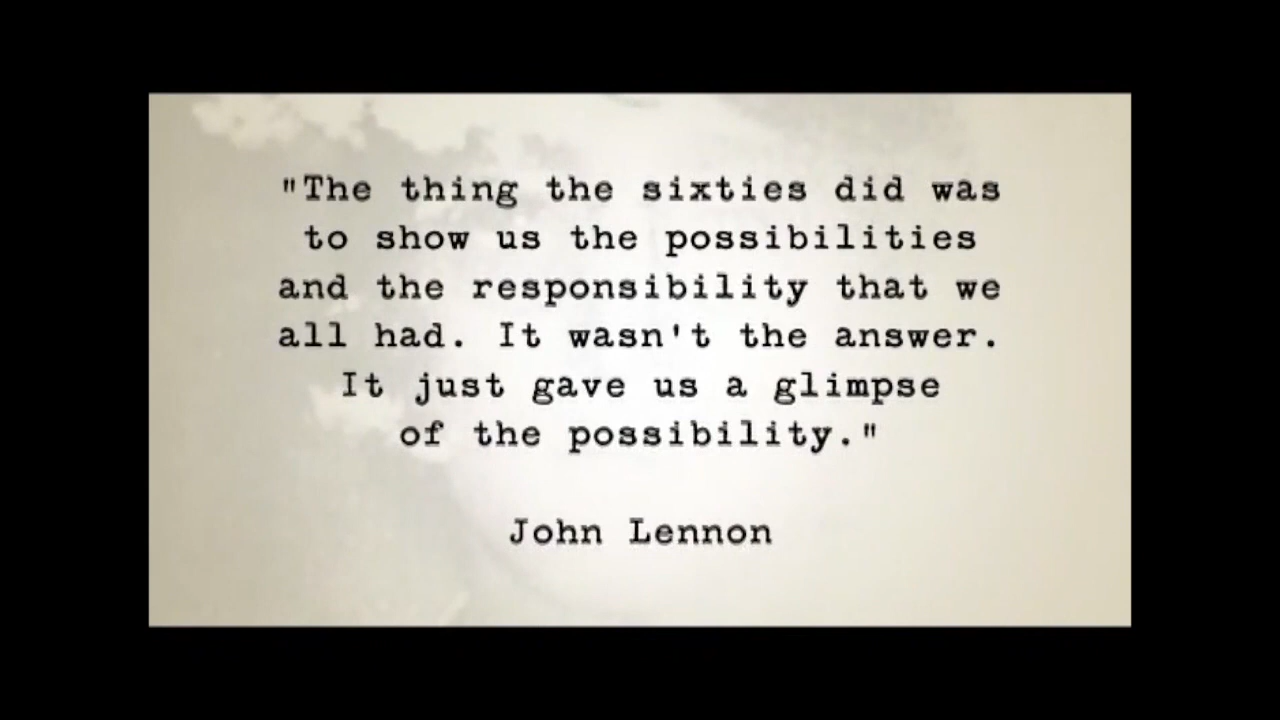 "The thing the sixties did was
to show us the possibilities
and the responsibility that we
all had. It wasn't the answer.
It just gave us a glimpse
of the possibility."
John Lennon